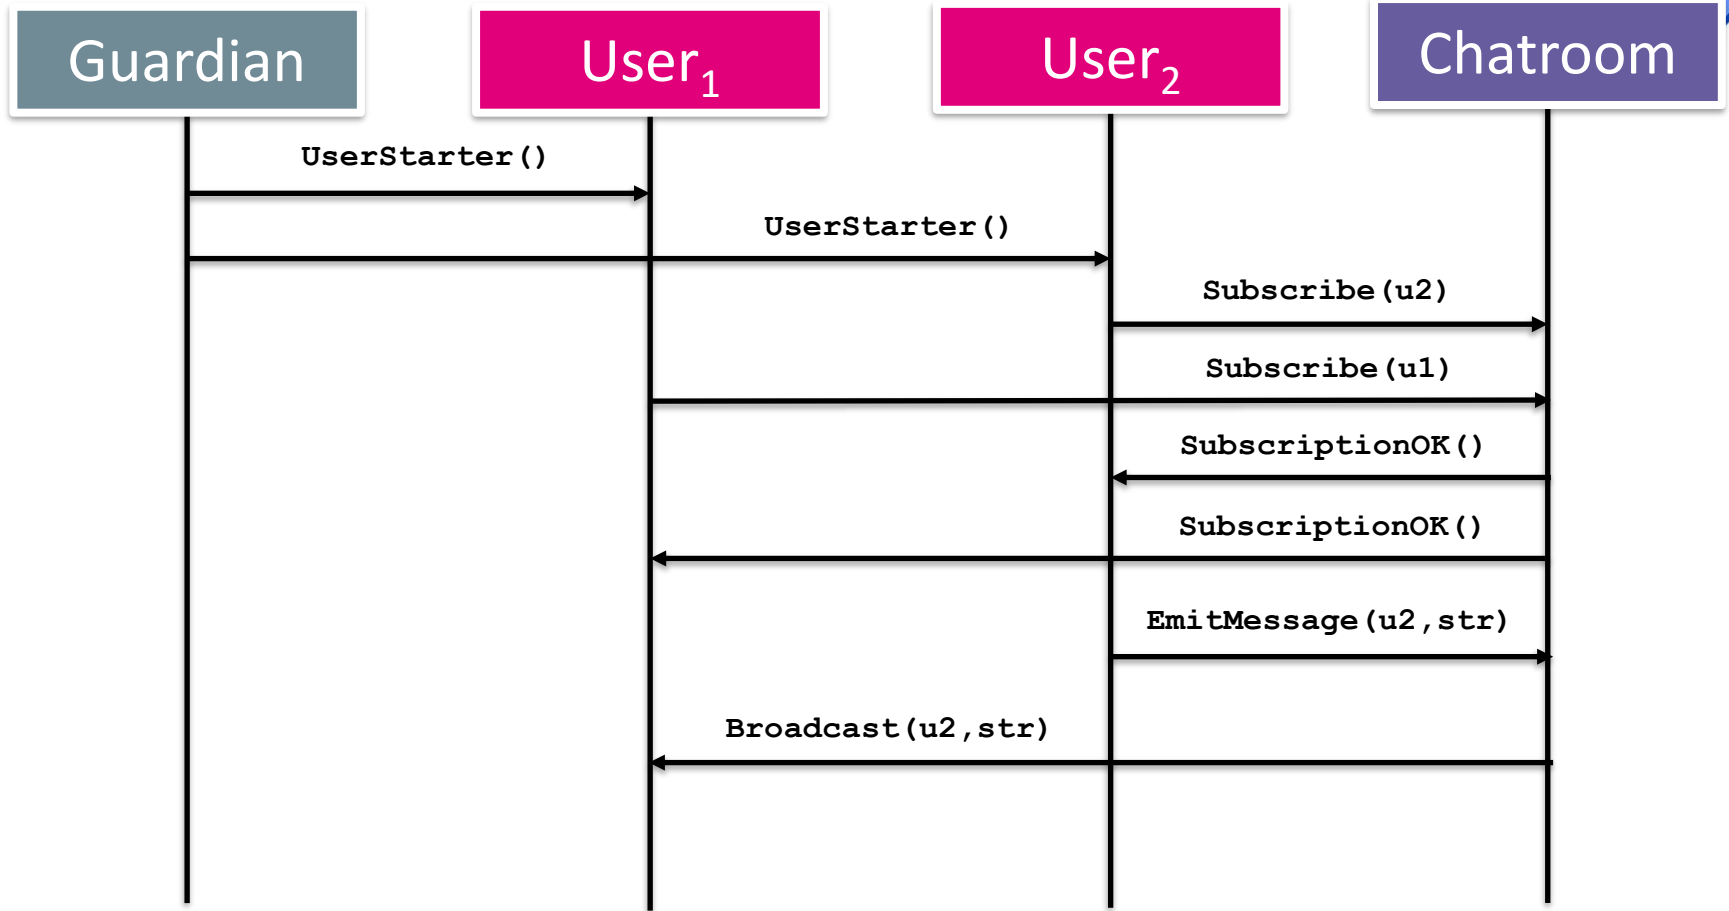 Guardian
User₁
User₂
Chatroom
UserStarter()
UserStarter()
Subscribe(u2)
Subscribe(u1)
SubscriptionOK()
SubscriptionOK()
EmitMessage(u2,str)
Broadcast(u2,str)